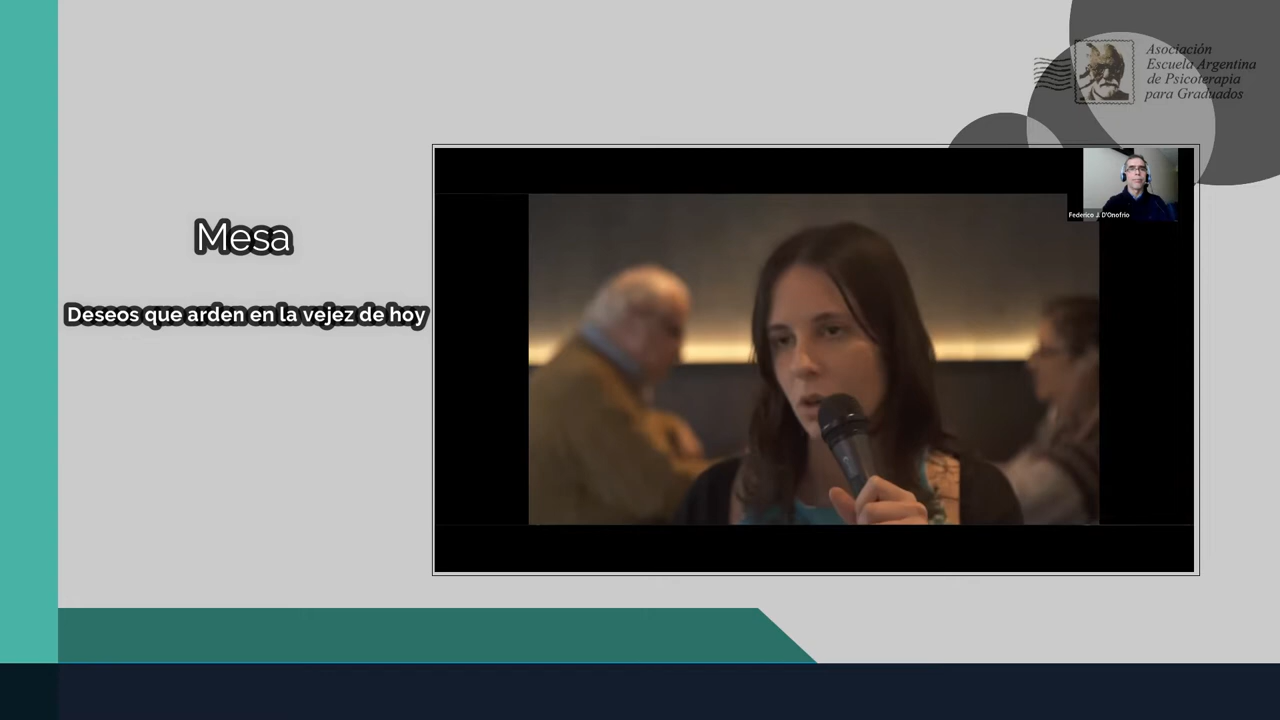 Asociación
Escuela Argentina
de Psicoterapia
para Graduados
Mesa
Deseos que arden en la vejez de hoy
Federico J. D'Onofrio